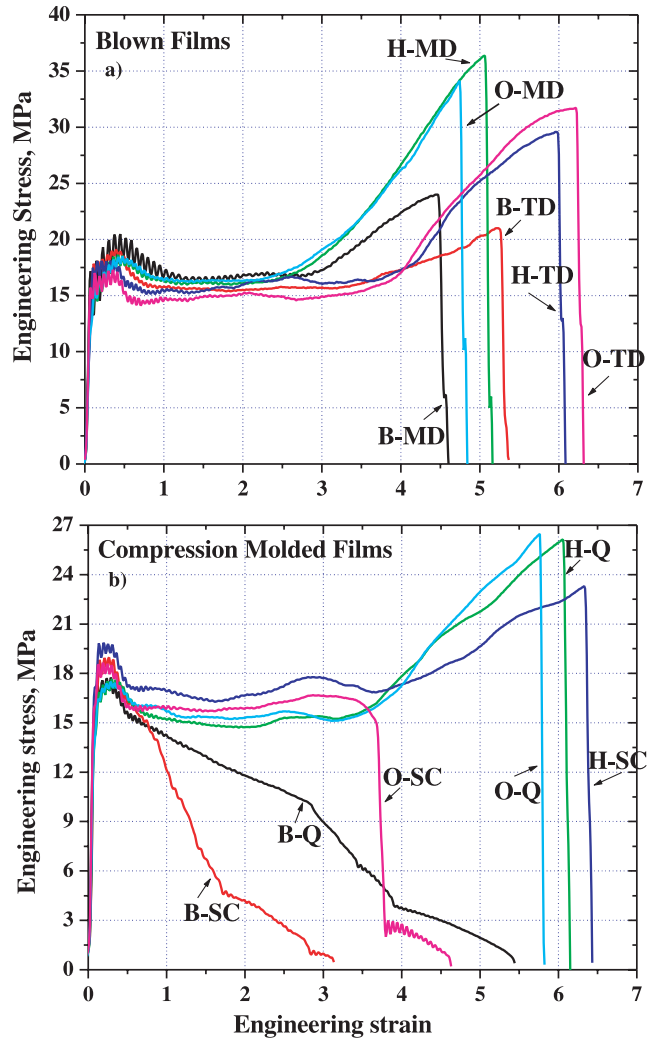 Blown Films
a)
H-MD
O-MD
B-TD
H-TD
O-TD
B-MD
Engineering Stress, MPa
40
35
30
25
20
15
10
5
0
0 1 2 3 4 5 6 7
Compression Molded Films
b)
H-Q
H-SC
O-SC
O-Q
B-Q
B-SC
Engineering stress, MPa
27
24
21
18
15
12
9
6
3
0
0 1 2 3 4 5 6 7
Engineering strain